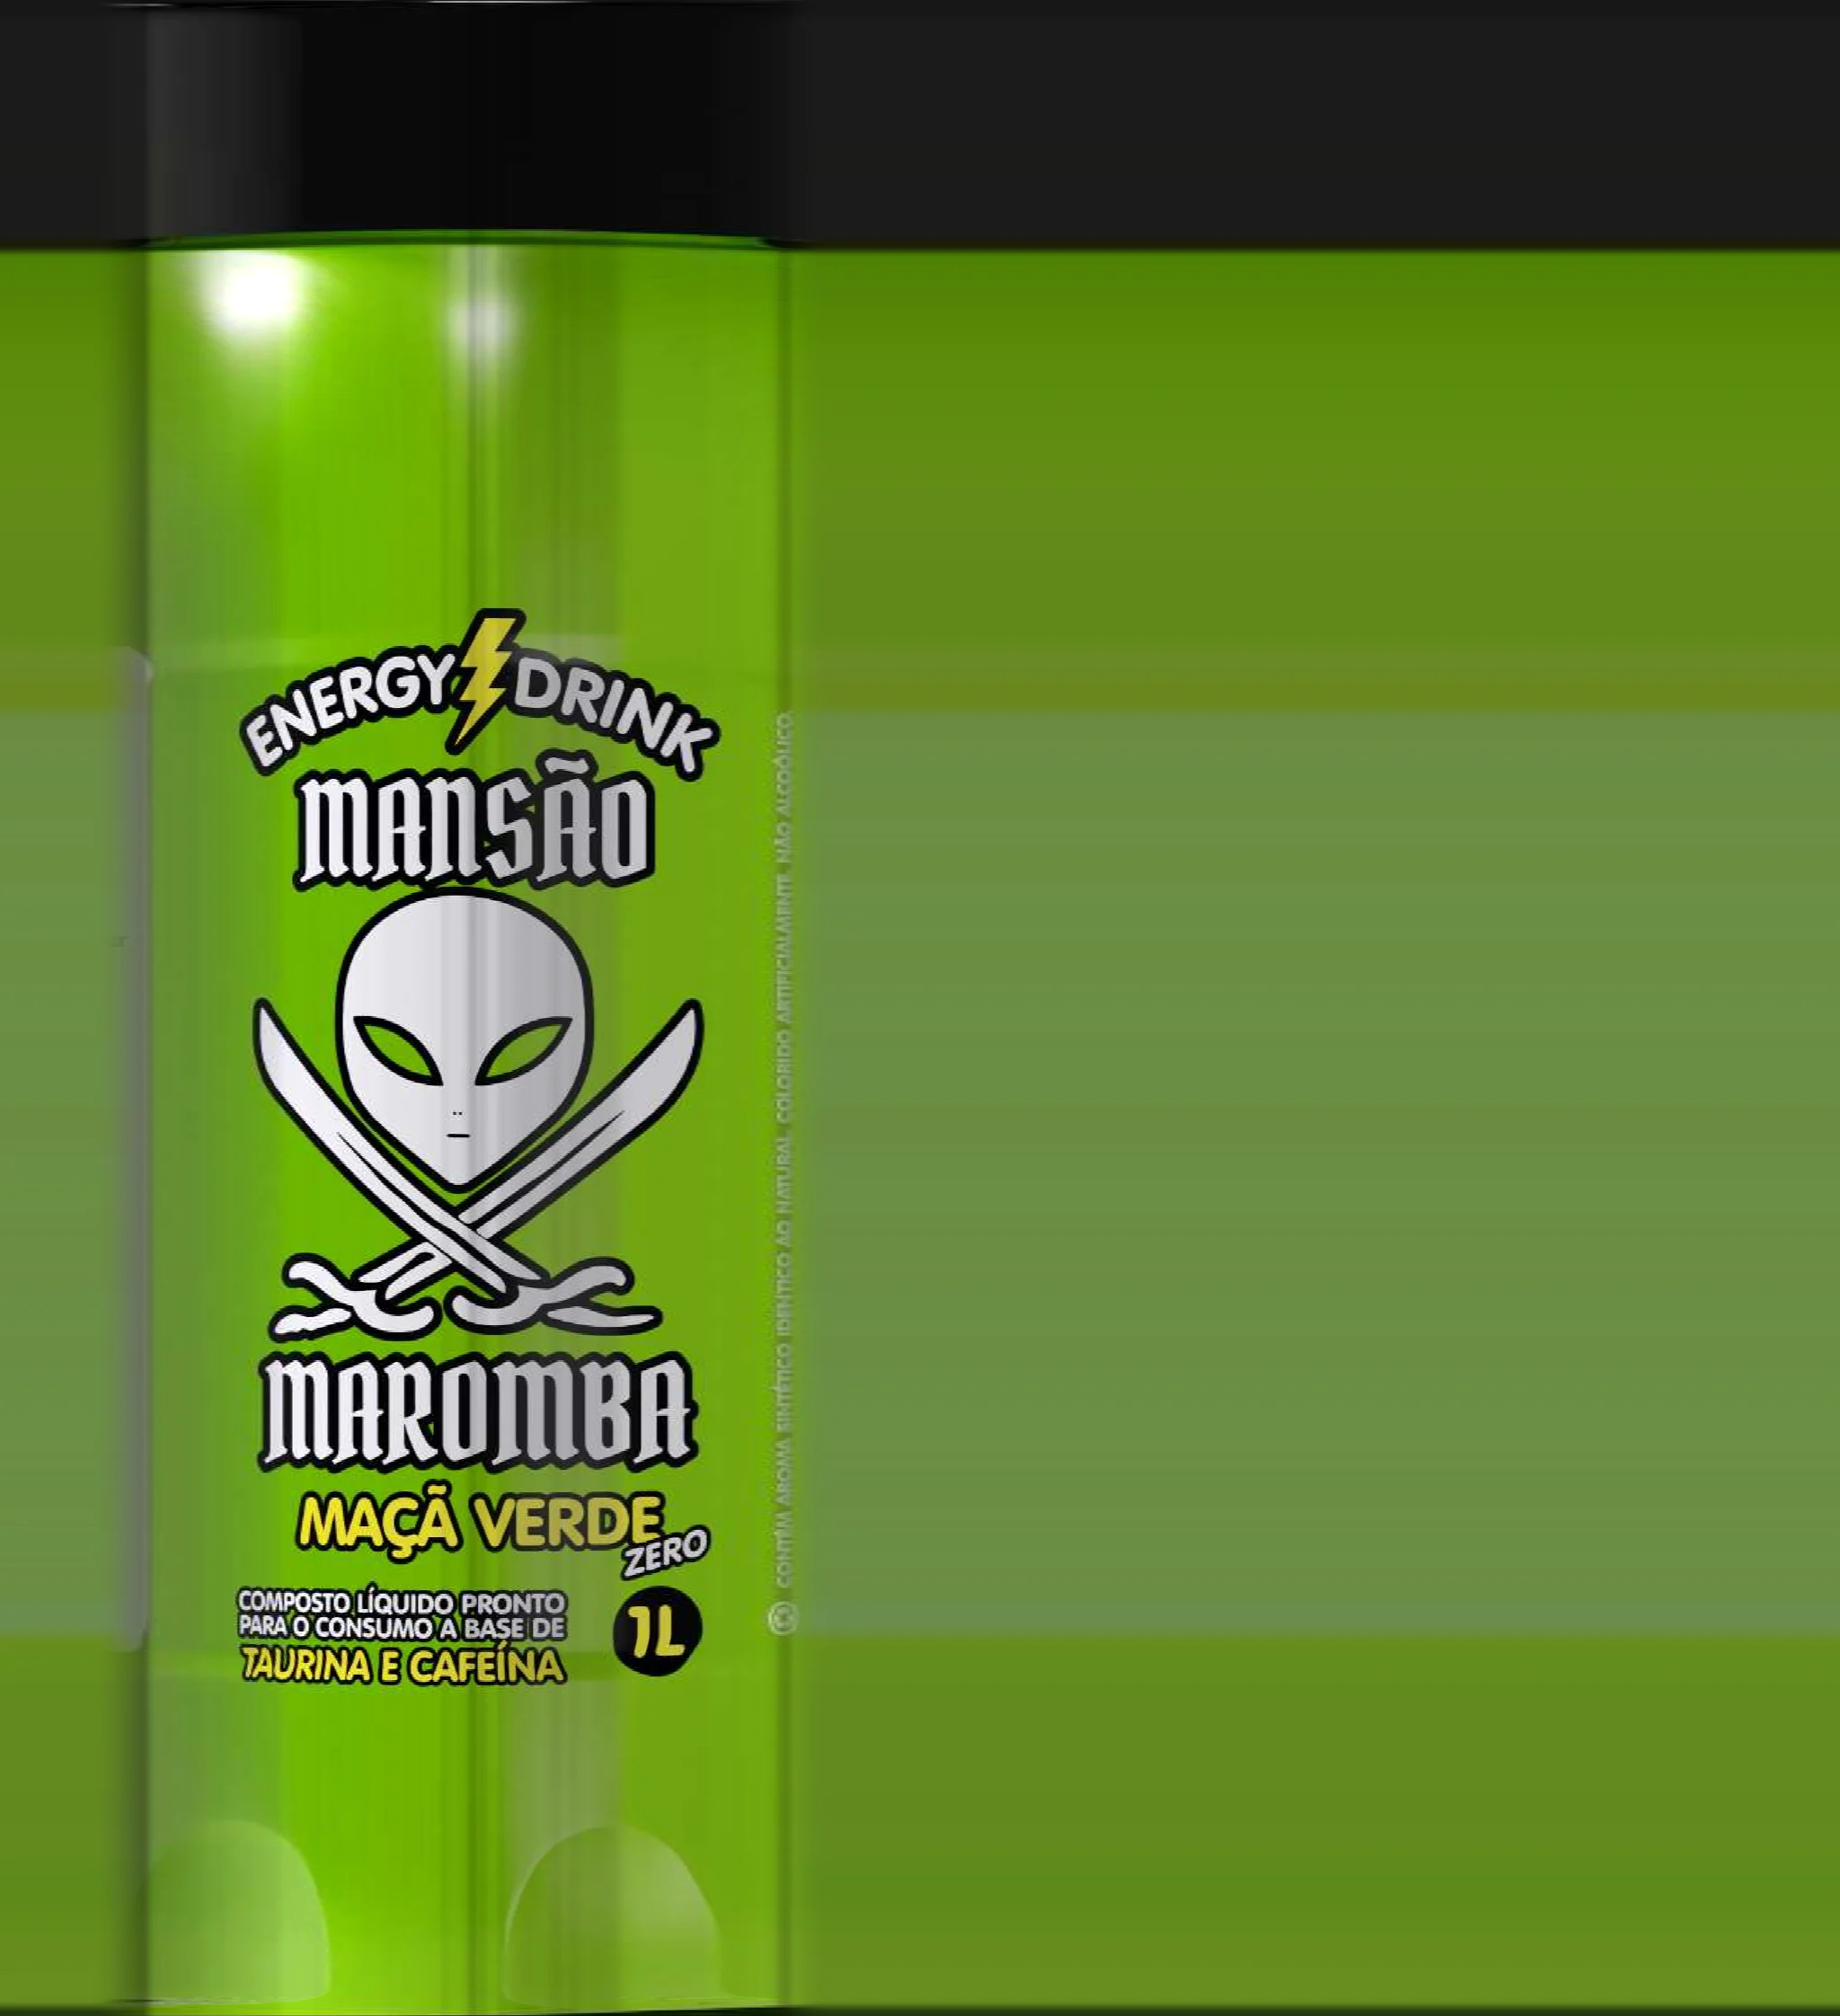 ENERGY DRINK
MANSÃO
MAROMBA
MAÇÃ VERDE
ZERO
COMPOSTO LÍQUIDO PRONTO
PARA O CONSUMO A BASE DE
TAURINA E CAFEÍNA
1L
CONTÉM AROMA SINTÉTICO IDÊNTICO AO NATURAL. COLORIDO ARTIFICIALMENTE. NÃO ALCOÓLICO.